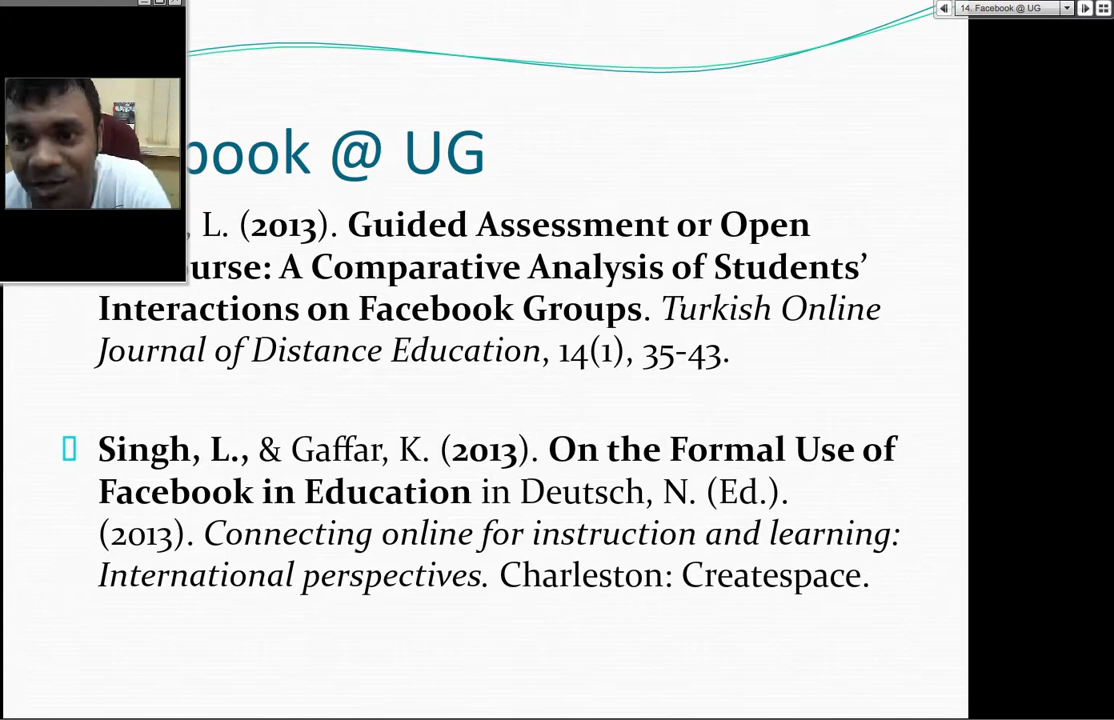 14. Facebook @ UG
book @ UG
, L. (2013). Guided Assessment or Open
urse: A Comparative Analysis of Students’
Interactions on Facebook Groups. Turkish Online
Journal of Distance Education, 14(1), 35-43.
Singh, L., & Gaffar, K. (2013). On the Formal Use of
Facebook in Education in Deutsch, N. (Ed.).
(2013). Connecting online for instruction and learning:
International perspectives. Charleston: Createspace.